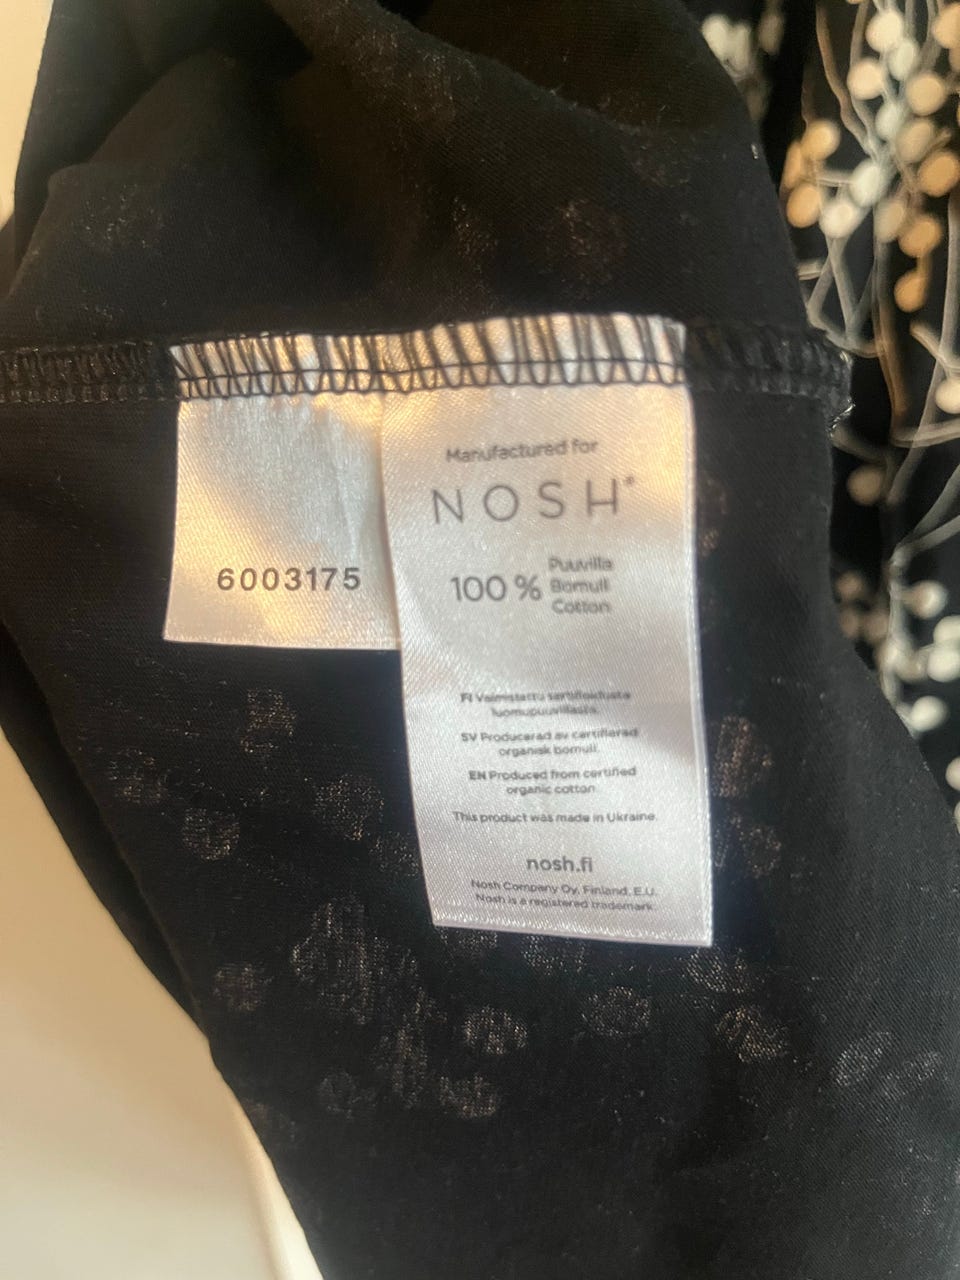 6003175
Manufactured for
NOSH®
100 %
Puuvilla
Bomull
Cotton
FI Valmistettu sertifioidusta
luomupuuvillasta.
SV Producerad av certifierad
organisk bomull.
EN Produced from certified
organic cotton
This product was made in Ukraine.
nosh.fi
Nosh Company Oy, Finland, E.U.
Nosh is a registered trademark.